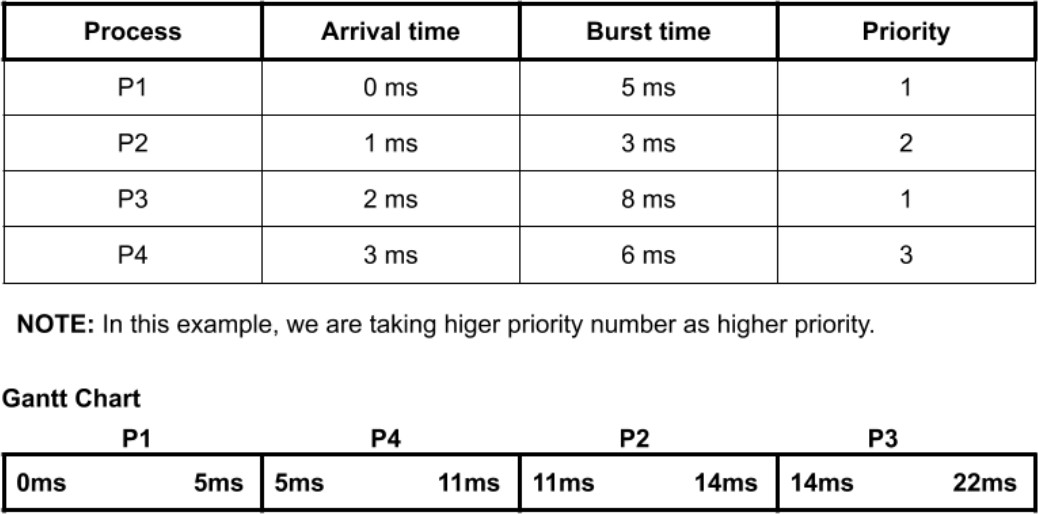 Process Arrival time Burst time Priority
P1 0 ms 5 ms 1
P2 1 ms 3 ms 2
P3 2 ms 8 ms 1
P4 3 ms 6 ms 3
NOTE: In this example, we are taking higer priority number as higher priority.
Gantt Chart
P1 P4 P2 P3
0ms 5ms 5ms 11ms 11ms 14ms 14ms 22ms